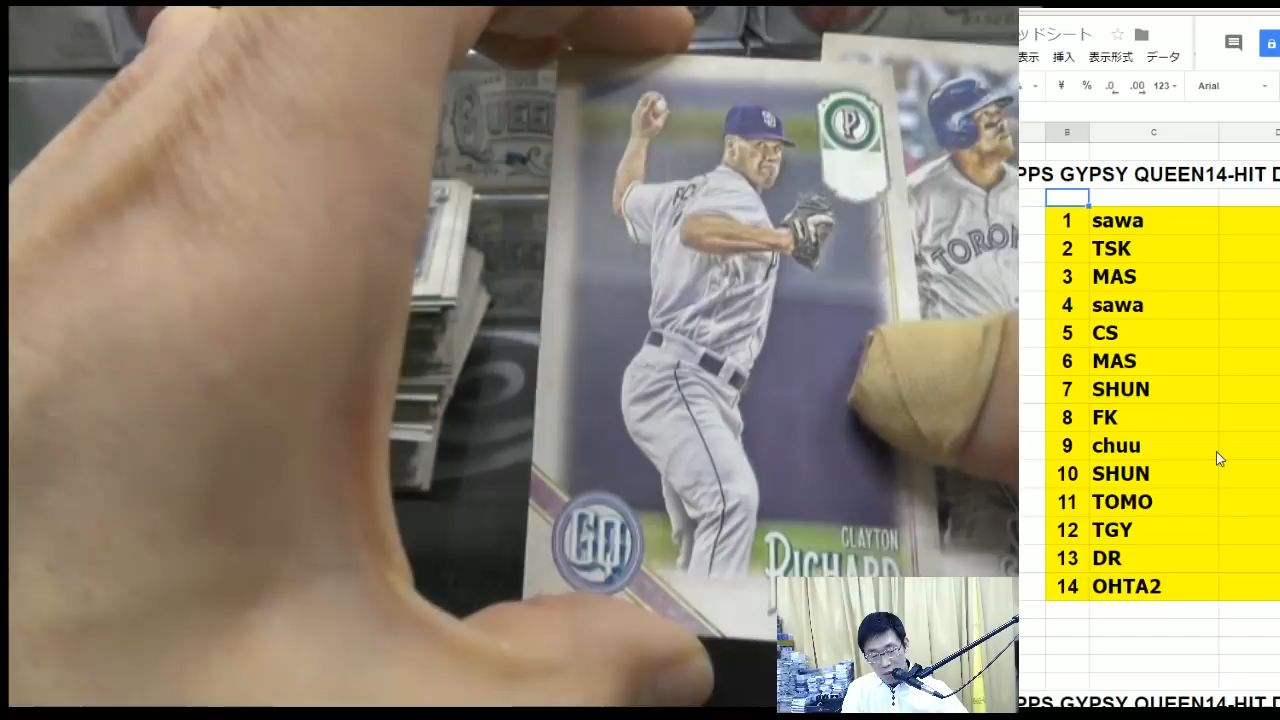 ッドシート
表示 挿入 表示形式 データ
% ¥ % .0 .00 123 Arial
B C D
PPS GYPSY QUEEN14-HIT D
1 sawa
2 TSK
3 MAS
4 sawa
5 CS
6 MAS
7 SHUN
8 FK
9 chuu
10 SHUN
11 TOMO
12 TGY
13 DR
14 OHTA2
PPS GYPSY QUEEN14-HIT D
P
SD
TORON
GQ
CLAYTON
RICHARD